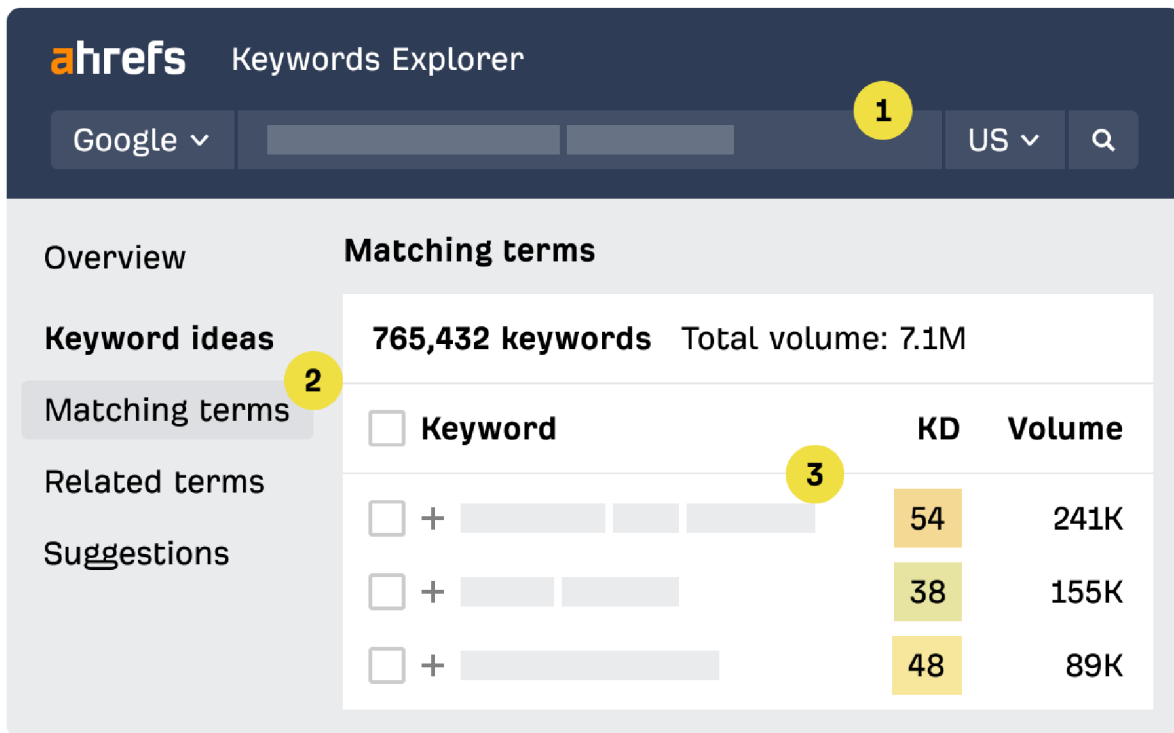 ahrefs Keywords Explorer
1
Google US
Overview
Matching terms
Keyword ideas
765,432 keywords Total volume: 7.1M
2
Matching terms
Keyword KD Volume
3
Related terms
54 241K
Suggestions
38 155K
48 89K